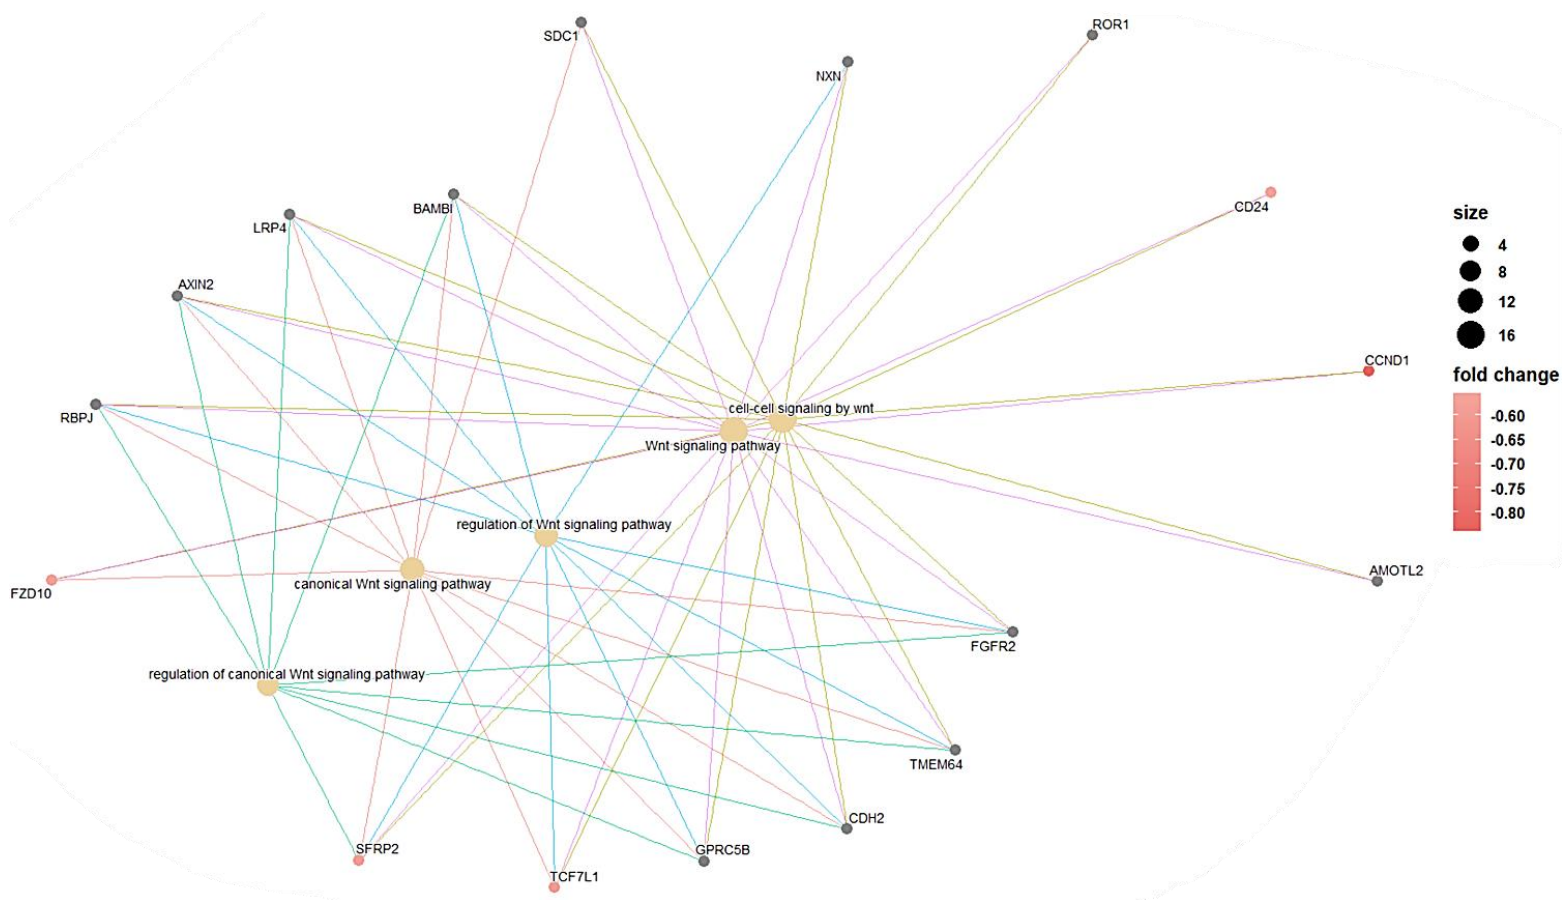 SDC1
ROR1
NXN
CD24
BAMBI
LRP4
AXIN2
CCND1
RBPJ
cell-cell signaling by wnt
Wnt signaling pathway
regulation of Wnt signaling pathway
canonical Wnt signaling pathway
FZD10
AMOTL2
FGFR2
regulation of canonical Wnt signaling pathway
TMEM64
CDH2
SFRP2
GPRC5B
TCF7L1
size
4
8
12
16
fold change
-0.60
-0.65
-0.70
-0.75
-0.80